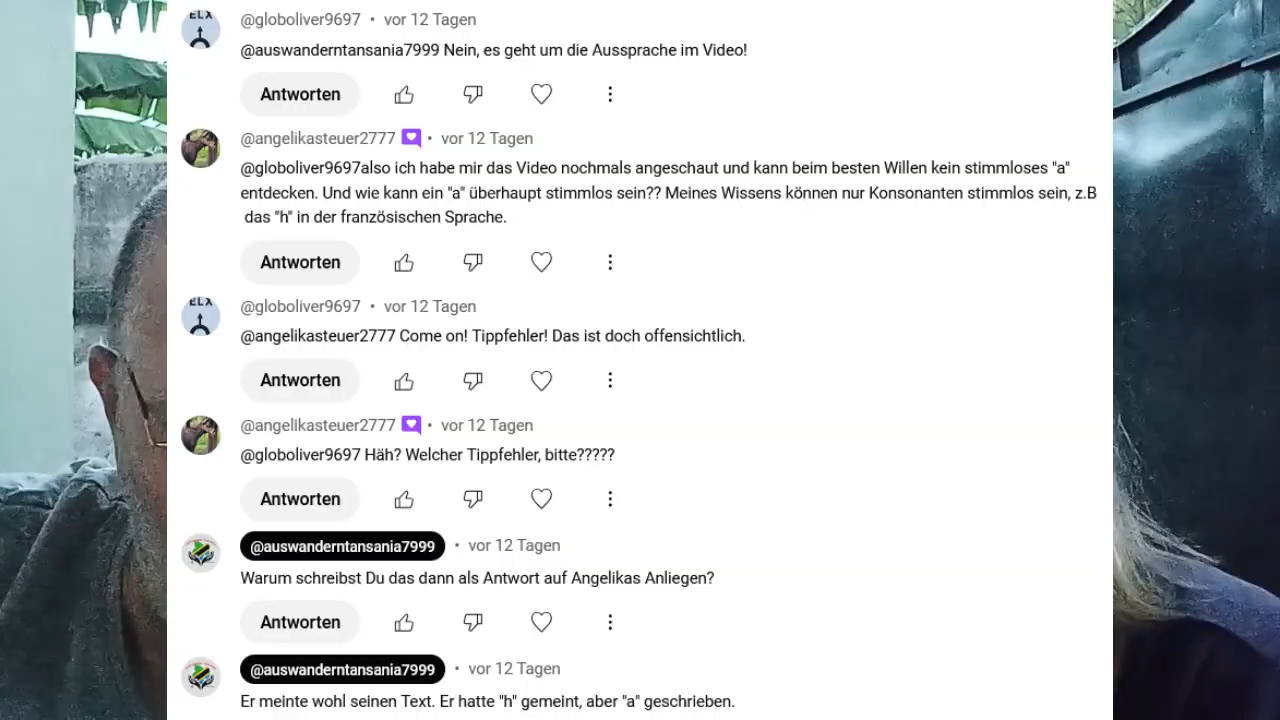 ELX
@globoliver9697 • vor 12 Tagen
@auswanderntansania7999 Nein, es geht um die Aussprache im Video!
Antworten
@angelikasteuer2777 • vor 12 Tagen
@globoliver9697also ich habe mir das Video nochmals angeschaut und kann beim besten Willen kein stimmloses "a"
entdecken. Und wie kann ein "a" überhaupt stimmlos sein?? Meines Wissens können nur Konsonanten stimmlos sein, z.B
das "h" in der französischen Sprache.
Antworten
ELX
@globoliver9697 • vor 12 Tagen
@angelikasteuer2777 Come on! Tippfehler! Das ist doch offensichtlich.
Antworten
@angelikasteuer2777 • vor 12 Tagen
@globoliver9697 Häh? Welcher Tippfehler, bitte?????
Antworten
@auswanderntansania7999 • vor 12 Tagen
Warum schreibst Du das dann als Antwort auf Angelikas Anliegen?
Antworten
@auswanderntansania7999 • vor 12 Tagen
Er meinte wohl seinen Text. Er hatte "h" gemeint, aber "a" geschrieben.